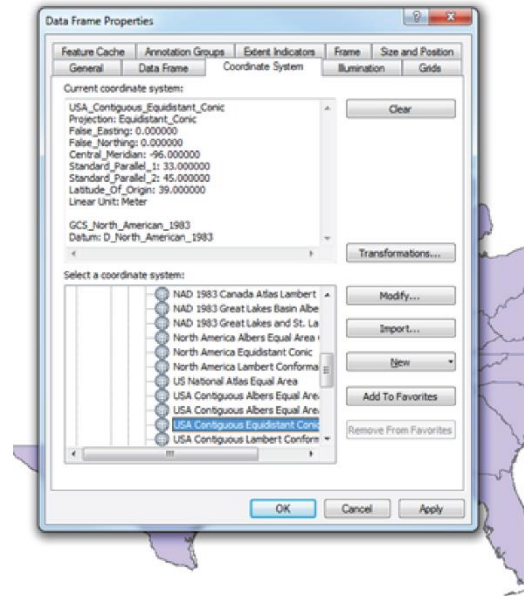 Data Frame Properties
Feature Cache Annotation Groups Extent Indicators Frame Size and Position
General Data Frame Coordinate System Illumination Grids
Current coordinate system:
USA_Contiguous_Equidistant_Conic
Projection: Equidistant_Conic
False_Easting: 0.000000
False_Northing: 0.000000
Central_Meridian: -96.000000
Standard_Parallel_1: 33.000000
Standard_Parallel_2: 45.000000
Latitude_Of_Origin: 39.000000
Linear Unit: Meter
GCS_North_American_1983
Datum: D_North_American_1983
Clear
Transformations...
Select a coordinate system:
NAD 1983 Canada Atlas Lambert
NAD 1983 Great Lakes Basin Albe
NAD 1983 Great Lakes and St. La
North America Albers Equal Area
North America Equidistant Conic
North America Lambert Conforma
US National Atlas Equal Area
USA Contiguous Albers Equal Are
USA Contiguous Albers Equal Are
USA Contiguous Equidistant Conic
USA Contiguous Lambert Conform
Modify...
Import...
New
Add To Favorites
Remove From Favorites
OK Cancel Apply